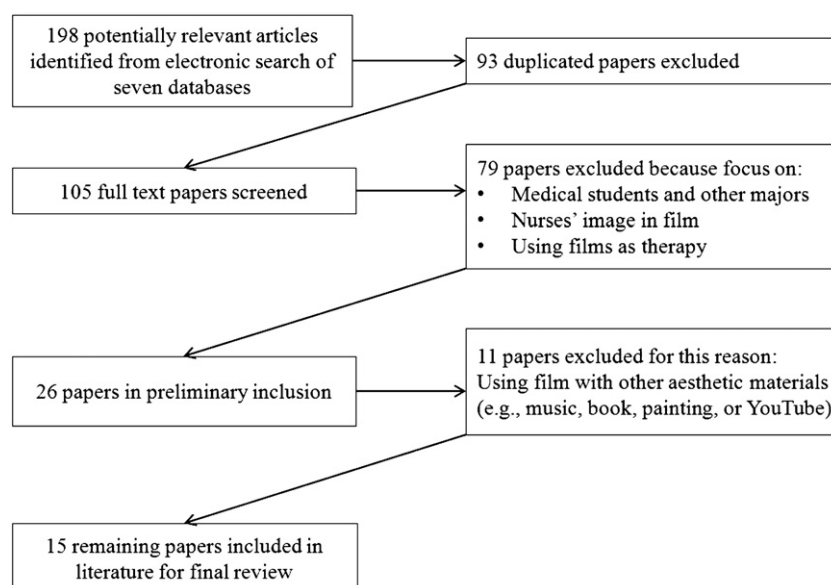 198 potentially relevant articles
identified from electronic search of
seven databases
93 duplicated papers excluded
105 full text papers screened
79 papers excluded because focus on:
• Medical students and other majors
• Nurses’ image in film
• Using films as therapy
26 papers in preliminary inclusion
11 papers excluded for this reason:
Using film with other aesthetic materials
(e.g., music, book, painting, or YouTube)
15 remaining papers included in
literature for final review